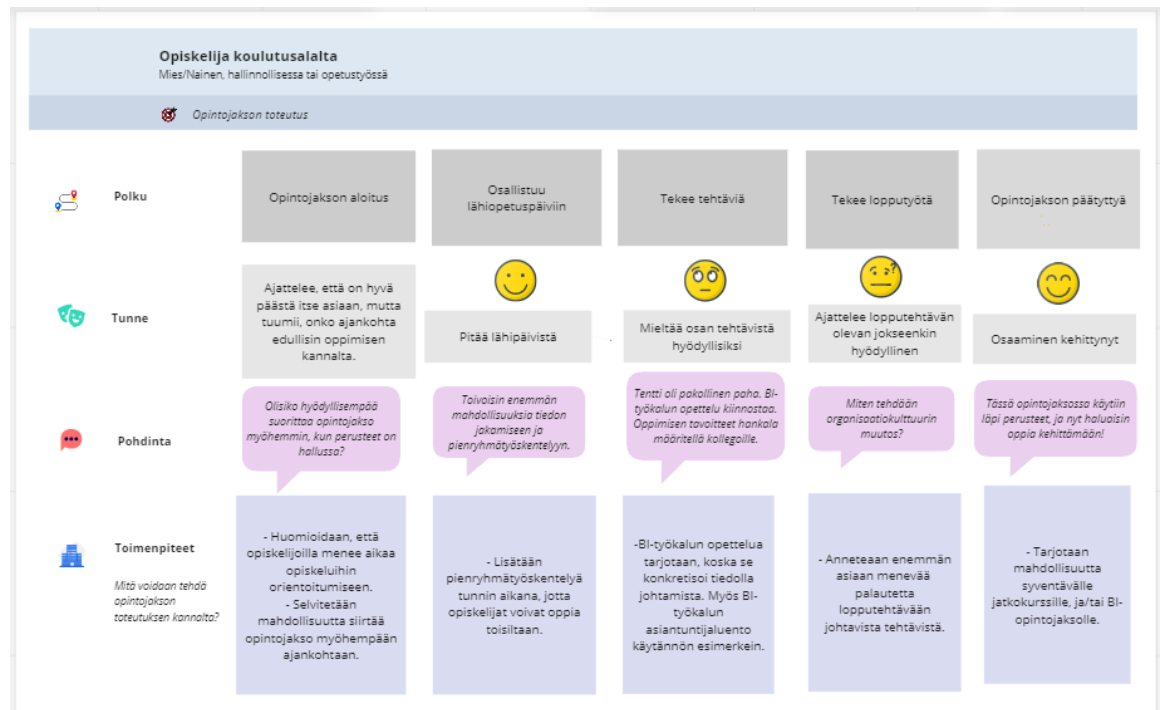 Opiskelija koulutusalalta
Mies/Nainen, hallinnollisessa tai opetustyössä
Opintojakson toteutus
Polku
Opintojakson aloitus
Osallistuu
lähiopetuspäiviin
Tekee tehtäviä
Tekee lopputyötä
Opintojakson päätyttyä
Tunne
Ajattelee, että on hyvä
päästä itse asiaan, mutta
tuumii, onko ajankohta
edullisin oppimisen
kannalta.
Pitää lähipäivistä
Mieltää osan tehtävistä
hyödyllisiksi
Ajattelee lopputehtävän
olevan jokseenkin
hyödyllinen
Osaaminen kehittynyt
Pohdinta
Olisiko hyödyllisempää
suorittaa opintojakso
myöhemmin, kun perusteet on
hallussa?
Toivoisin enemmän
mahdollisuuksia tiedon
jakamiseen ja
pienryhmätyöskentelyyn.
Tentti oli pakollinen paha. BI-
työkalun opettelu kiinnostaa.
Oppimisen tavoitteet hankala
määritellä kollegoille.
Miten tehdään
organisaatiokulttuurin
muutos?
Tässä opintojaksossa käytiin
läpi perusteet, ja nyt haluaisin
oppia kehittämään!
Toimenpiteet
Mitä voidaan tehdä
opintojakson
toteutuksen kannalta?
- Huomioidaan, että
opiskelijoilla menee aikaa
opiskeluihin
orientoitumiseen.
- Selvitetään
mahdollisuutta siirtää
opintojakso myöhempään
ajankohtaan.
- Lisätään
pienryhmätyöskentelyä
tunnin aikana, jotta
opiskelijat voivat oppia
toisiltaan.
-BI-työkalun opettelua
tarjotaan, koska se
konkretisoi tiedolla
johtamista. Myös BI-
työkalun
asiantuntijaluento
käytännön esimerkein.
- Anneteaan enemmän
asiaan menevää
palautetta
lopputehtävään
johtavista tehtävistä.
- Tarjotaan
mahdollisuutta
syventävälle
jatkokurssille, ja/tai BI-
opintojaksolle.